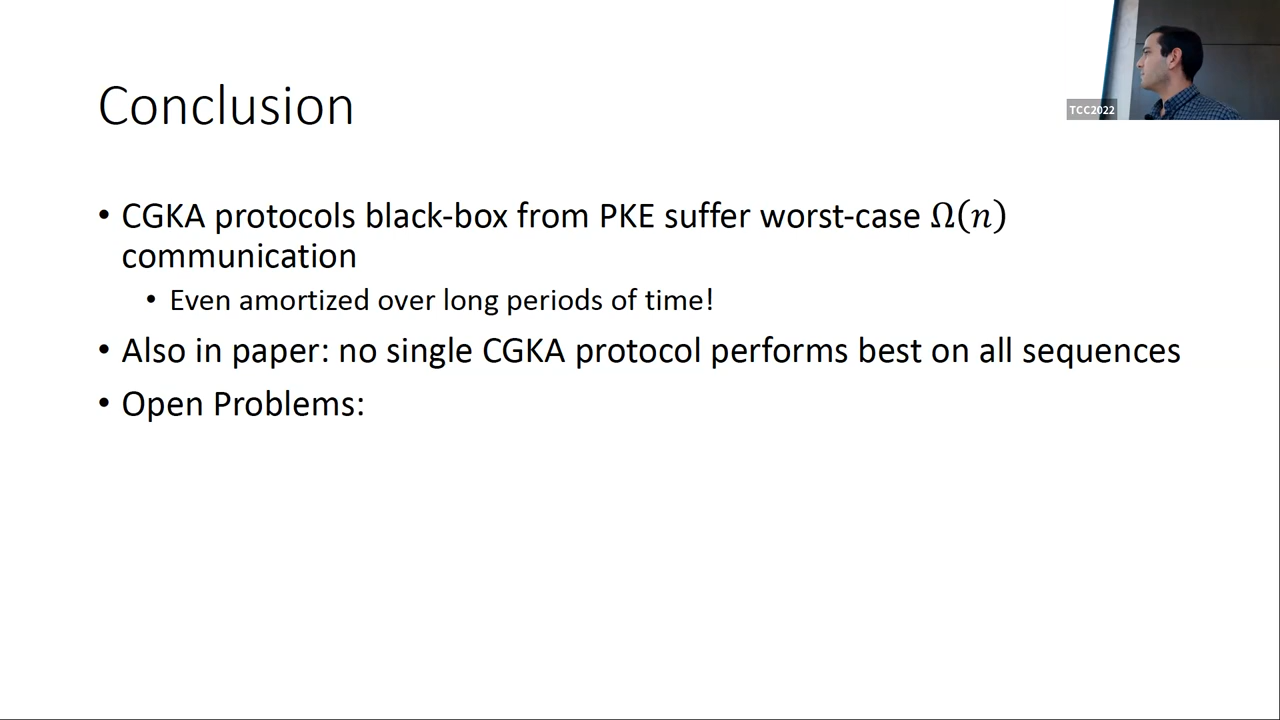 TCC2022
Conclusion
• CGKA protocols black-box from PKE suffer worst-case Ω(𝑛)
communication
• Even amortized over long periods of time!
• Also in paper: no single CGKA protocol performs best on all sequences
• Open Problems: